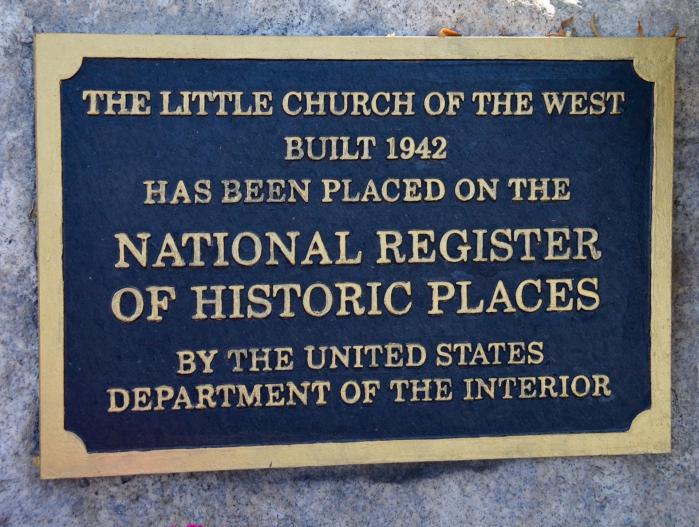 THE LITTLE CHURCH OF THE WEST
BUILT 1942
HAS BEEN PLACED ON THE
NATIONAL REGISTER
OF HISTORIC PLACES
BY THE UNITED STATES
DEPARTMENT OF THE INTERIOR